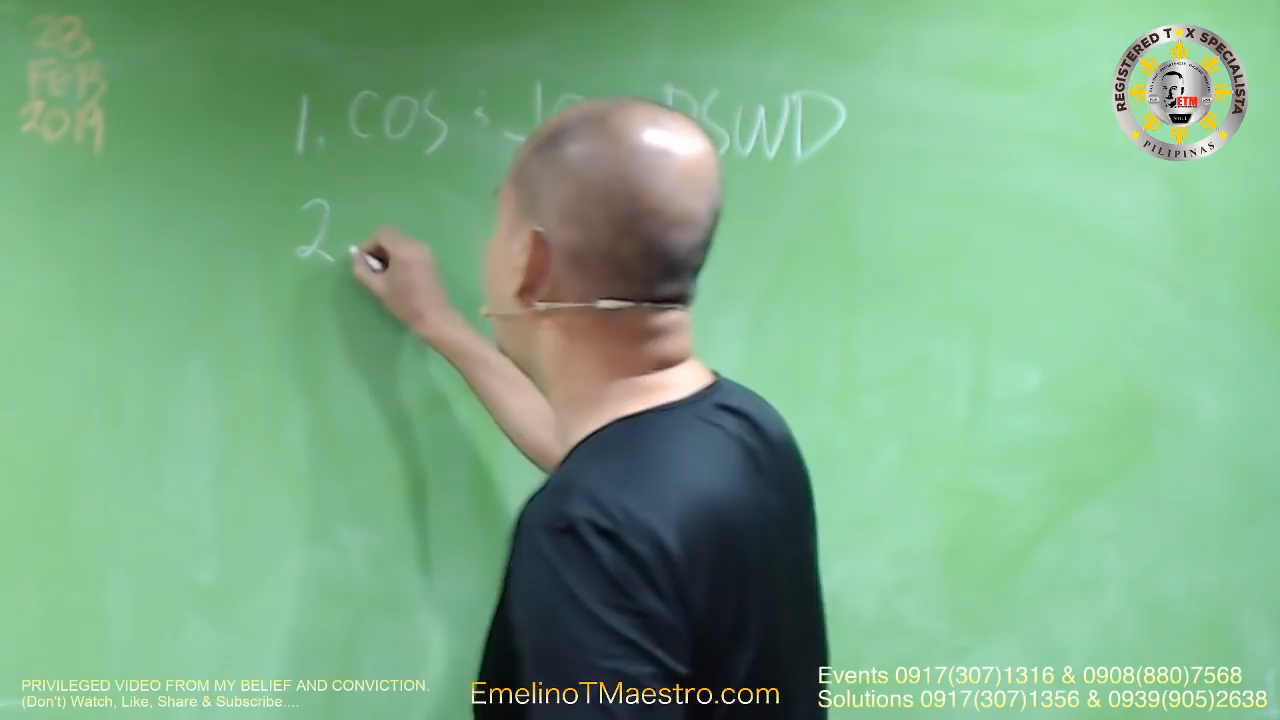 28
FEB
2019
1. COS; DSWD
2.
REGISTERED T X SPECIALISTA
ETM
NO.1
PILIPINAS
PRIVILEGED VIDEO FROM MY BELIEF AND CONVICTION.
(Don't) Watch, Like, Share & Subscribe....
EmelinoTMaestro.com
Events 0917(307)1316 & 0908(880)7568
Solutions 0917(307)1356 & 0939(905)2638